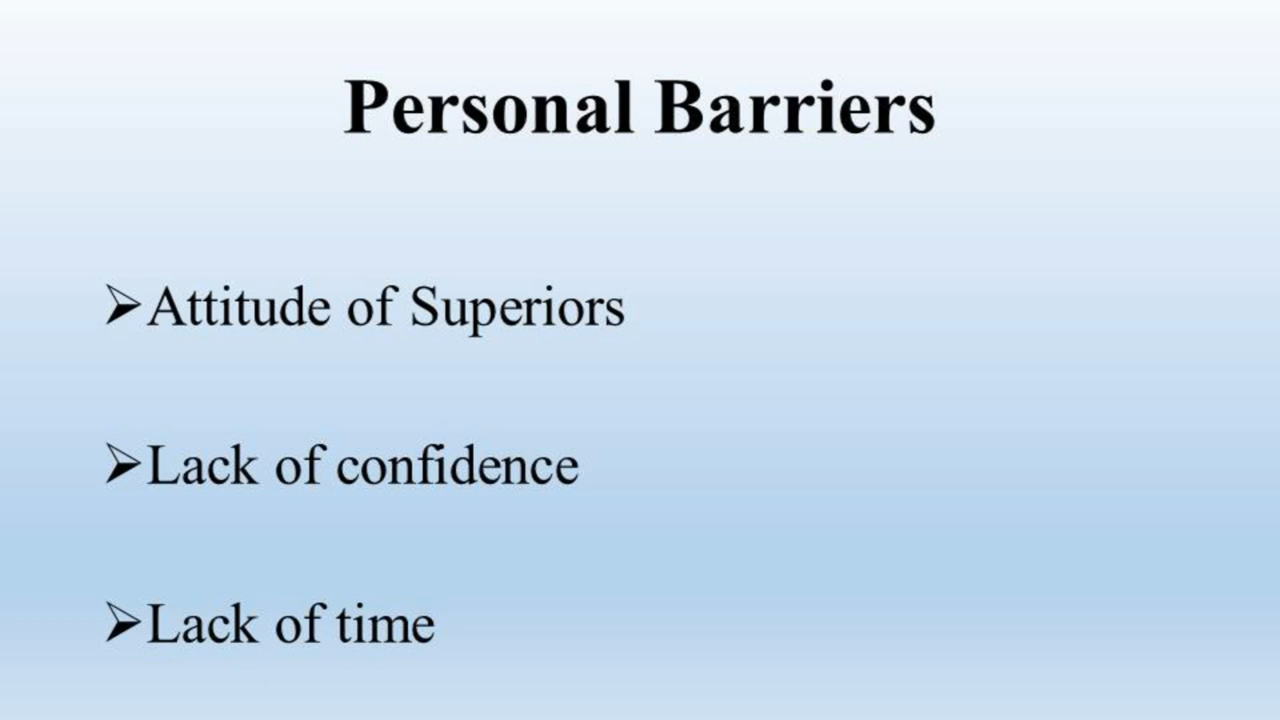 Personal Barriers
➢Attitude of Superiors
➢Lack of confidence
➢Lack of time